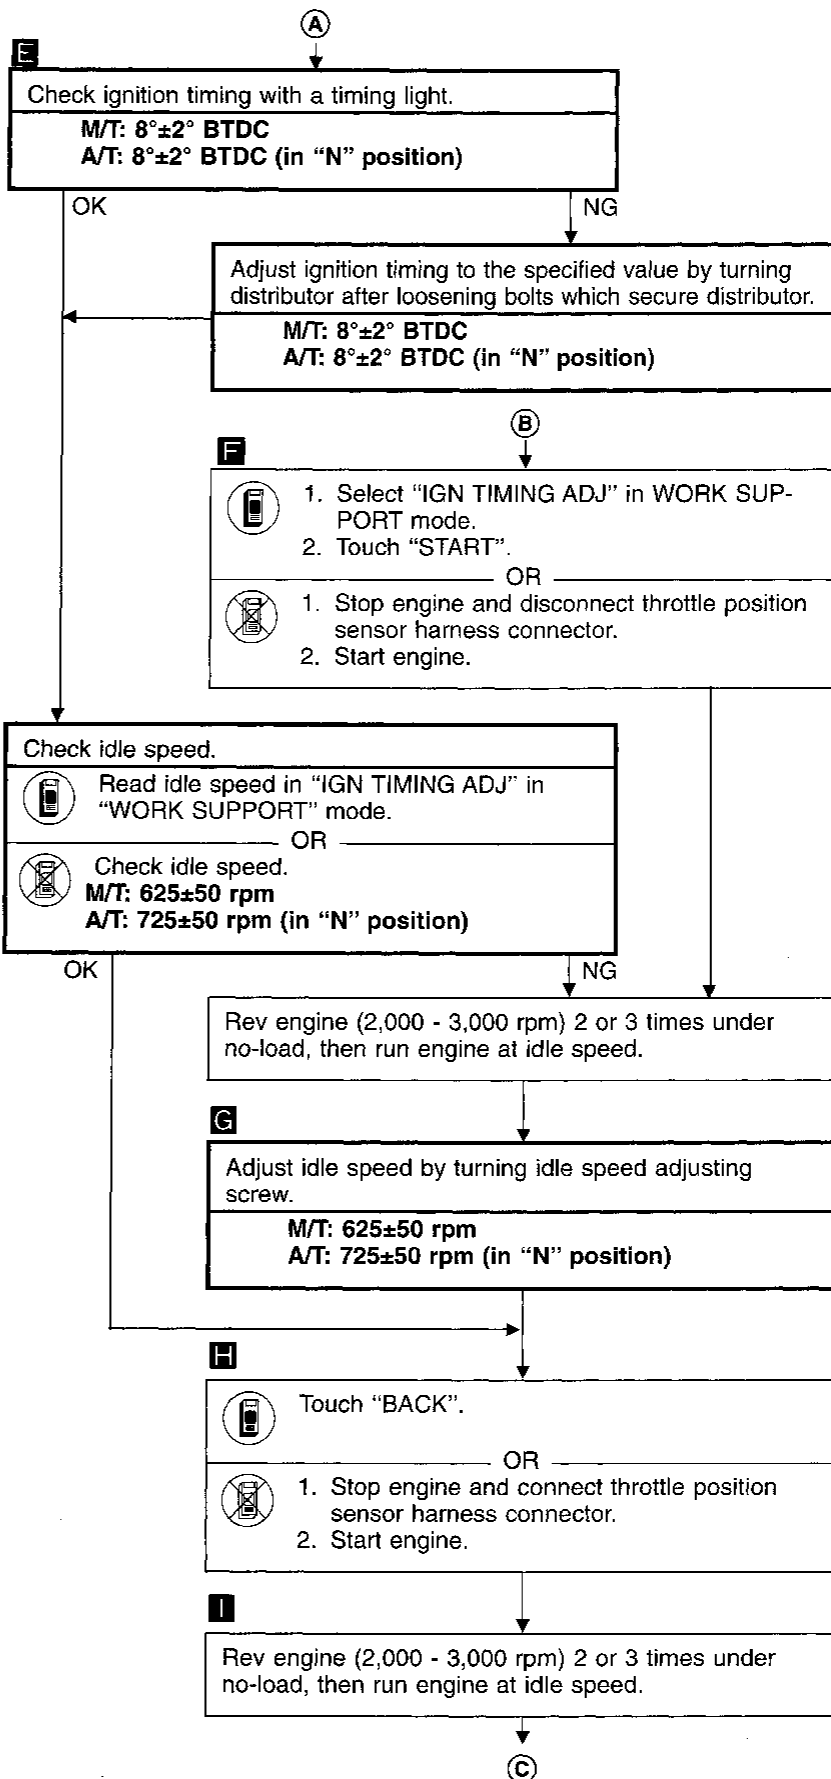 A
E
Check ignition timing with a timing light.
M/T: 8°±2° BTDC
A/T: 8°±2° BTDC (in “N” position)
OK
NG
Adjust ignition timing to the specified value by turning
distributor after loosening bolts which secure distributor.
M/T: 8°±2° BTDC
A/T: 8°±2° BTDC (in “N” position)
B
F
1. Select “IGN TIMING ADJ” in WORK SUP-
PORT mode.
2. Touch “START”.
OR
1. Stop engine and disconnect throttle position
sensor harness connector.
2. Start engine.
Check idle speed.
Read idle speed in “IGN TIMING ADJ” in
“WORK SUPPORT” mode.
OR
Check idle speed.
M/T: 625±50 rpm
A/T: 725±50 rpm (in “N” position)
OK
NG
Rev engine (2,000 - 3,000 rpm) 2 or 3 times under
no-load, then run engine at idle speed.
G
Adjust idle speed by turning idle speed adjusting
screw.
M/T: 625±50 rpm
A/T: 725±50 rpm (in “N” position)
H
Touch “BACK”.
OR
1. Stop engine and connect throttle position
sensor harness connector.
2. Start engine.
I
Rev engine (2,000 - 3,000 rpm) 2 or 3 times under
no-load, then run engine at idle speed.
C